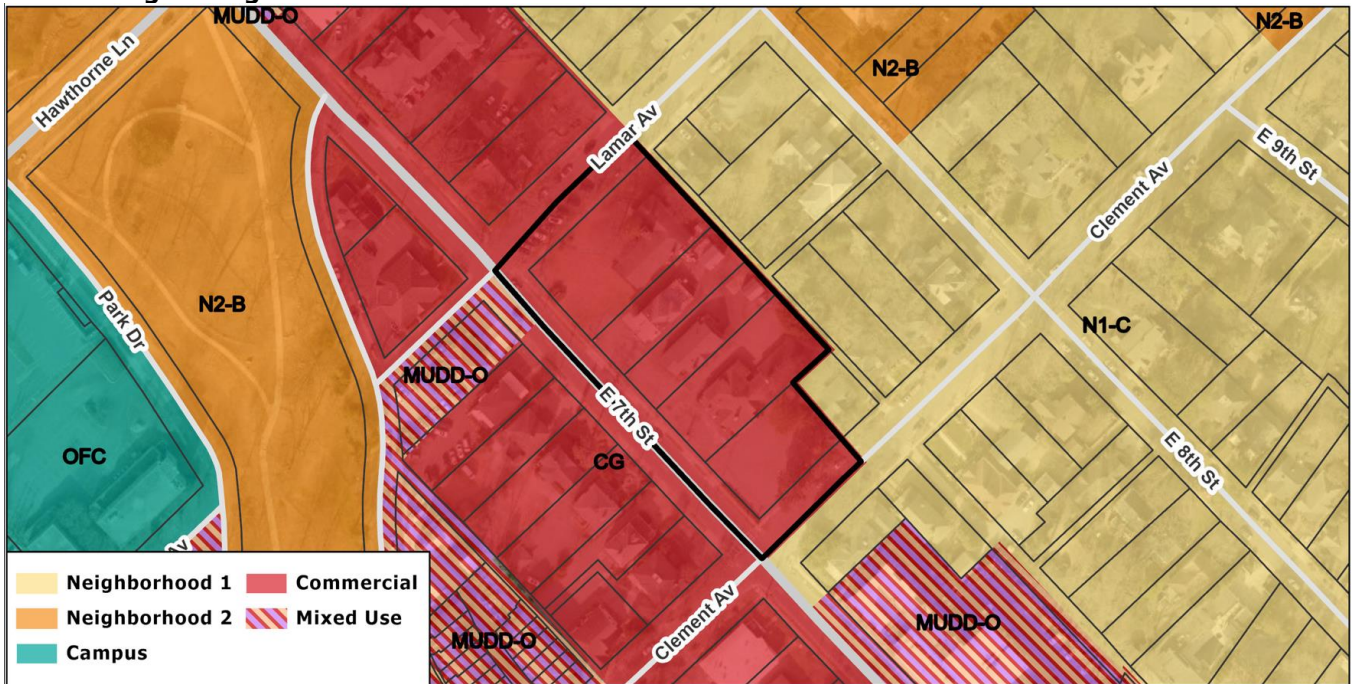 MUDD-O
N2-B
Hawthorne Ln
N2-B
Lamar Av
E 9th St
Clement Av
Park Dr
N2-B
N1-C
MUDD-O
E 7th St
OFC
CG
E 8th St
Av
Clement Av
MUDD-O
MUDD-O
Neighborhood 1
Commercial
Neighborhood 2
Mixed Use
Campus